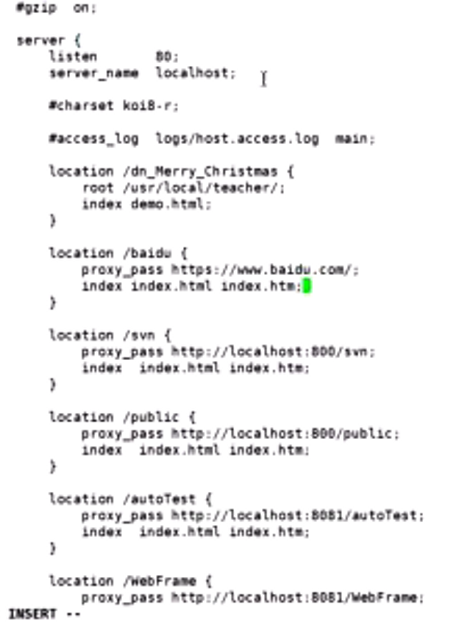 #gzip  on;
server {
listen       80;
server_name  localhost;
#charset koi8-r;
#access_log  logs/host.access.log  main;
location /dn_Merry_Christmas {
root /usr/local/teacher/;
index demo.html;
}
location /baidu {
proxy_pass https://www.baidu.com/;
index index.html index.htm;
}
location /svn {
proxy_pass http://localhost:800/svn;
index  index.html index.htm;
}
location /public {
proxy_pass http://localhost:800/public;
index  index.html index.htm;
}
location /autoTest {
proxy_pass http://localhost:8081/autoTest;
index  index.html index.htm;
}
location /WebFrame {
proxy_pass http://localhost:8081/WebFrame;
INSERT --